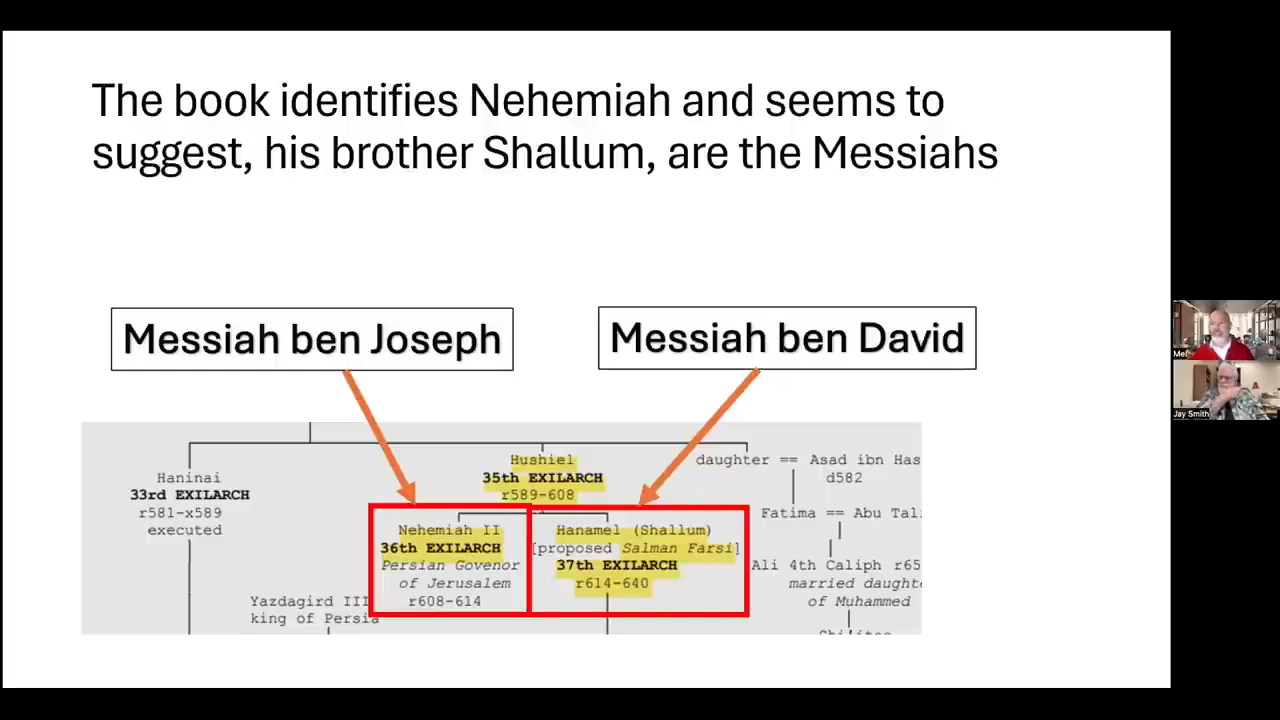 The book identifies Nehemiah and seems to
suggest, his brother Shallum, are the Messiahs
Messiah ben Joseph
Messiah ben David
Hushiel
daughter == Asad ibn Has
Haninai
35th EXILARCH
d582
33rd EXILARCH
r589-608
r581-x589
Fatima == Abu Tal
executed
Nehemiah II
Hanamel (Shallum)
36th EXILARCH
[proposed Salman Farsi]
Persian Govenor
37th EXILARCH
Ali 4th Caliph r65
of Jerusalem
r614-640
married daughte
Yazdagird III
r608-614
of Muhammed
king of Persia
Mel
Jay Smith